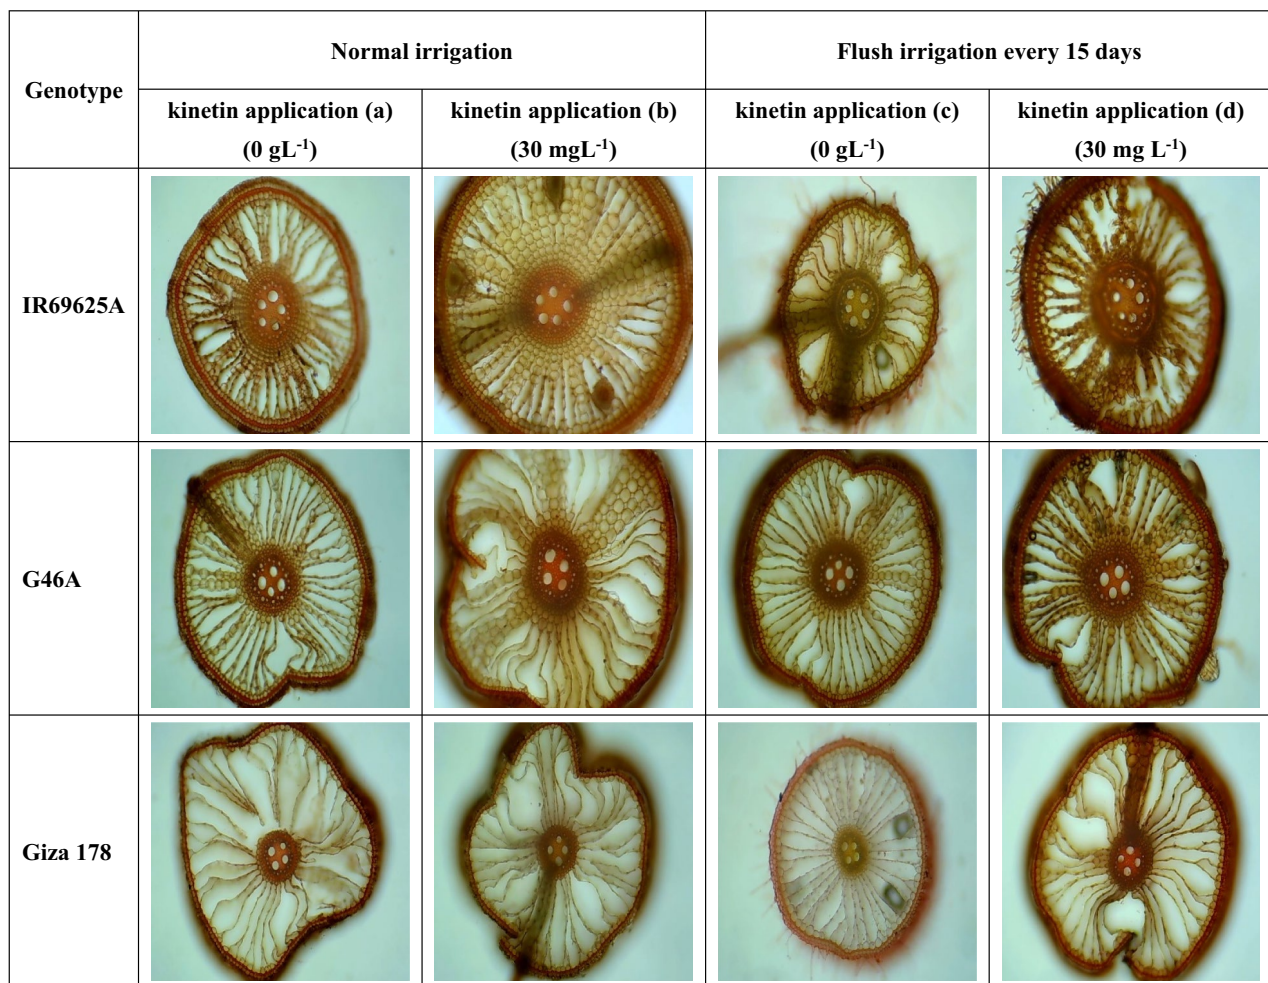 Genotype
Normal irrigation
Flush irrigation every 15 days
kinetin application (a)
(0 gL-1)
kinetin application (b)
(30 mgL-1)
kinetin application (c)
(0 gL-1)
kinetin application (d)
(30 mg L-1)
IR69625A
G46A
Giza 178